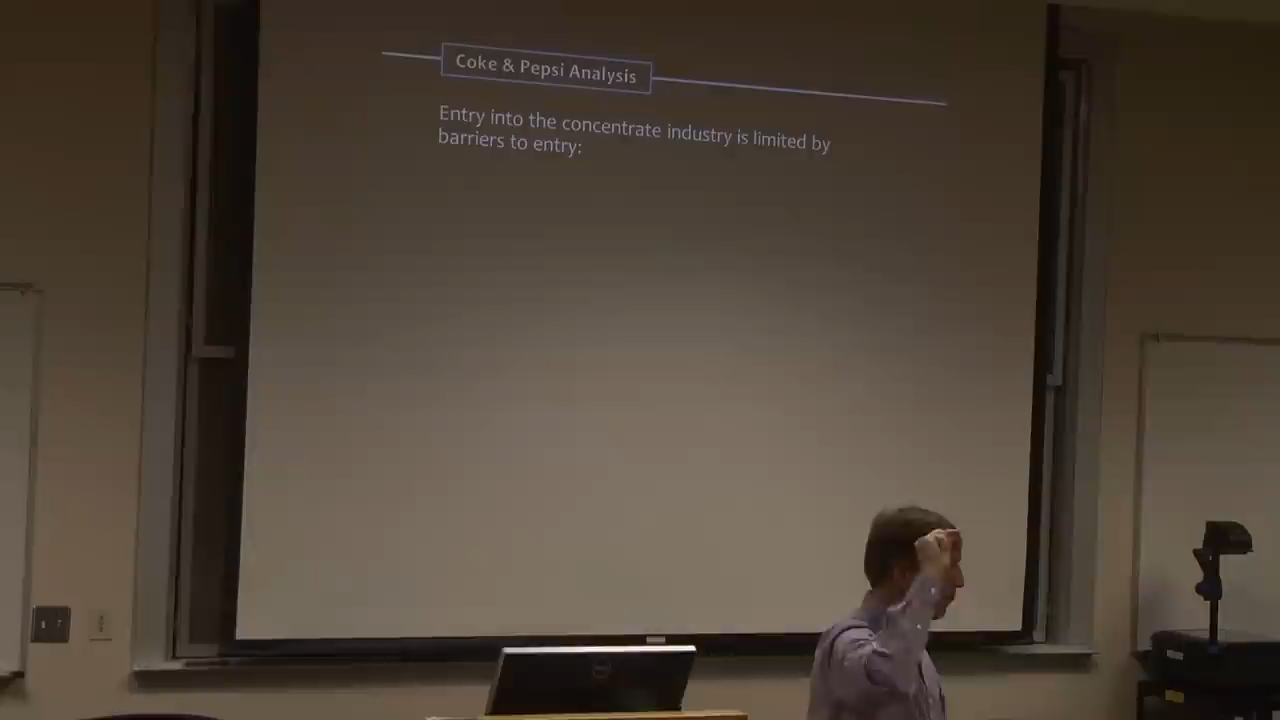 Coke & Pepsi Analysis
Entry into the concentrate industry is limited by
barriers to entry: